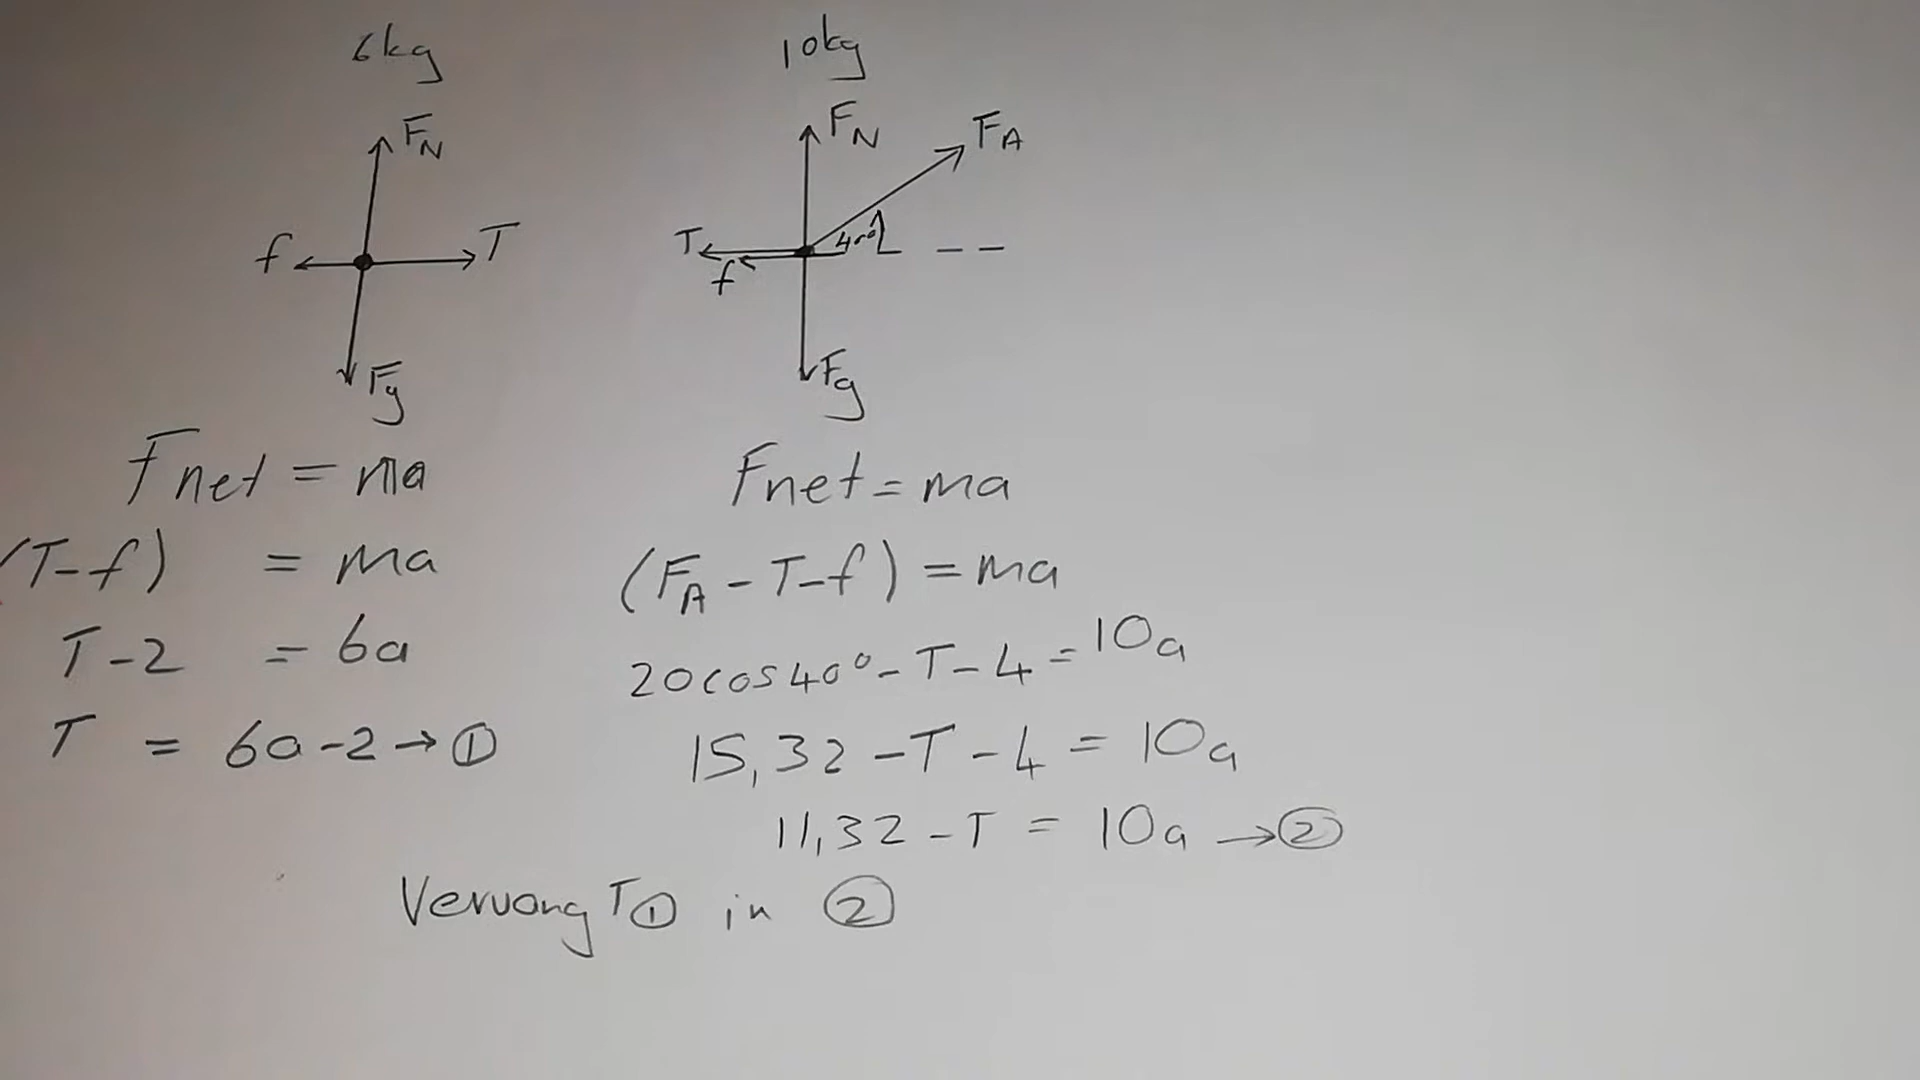 6kg
FN
f
T
Fg
Fnet = ma
(T-f) = ma
T-2 = 6a
T = 6a-2 → ①
10kg
FN
FA
T
f
40°
Fg
Fnet = ma
(FA - T-f) = ma
20cos40° - T - 4 = 10a
15,32 - T - 4 = 10a
11,32 - T = 10a → ②
Vervang T① in ②